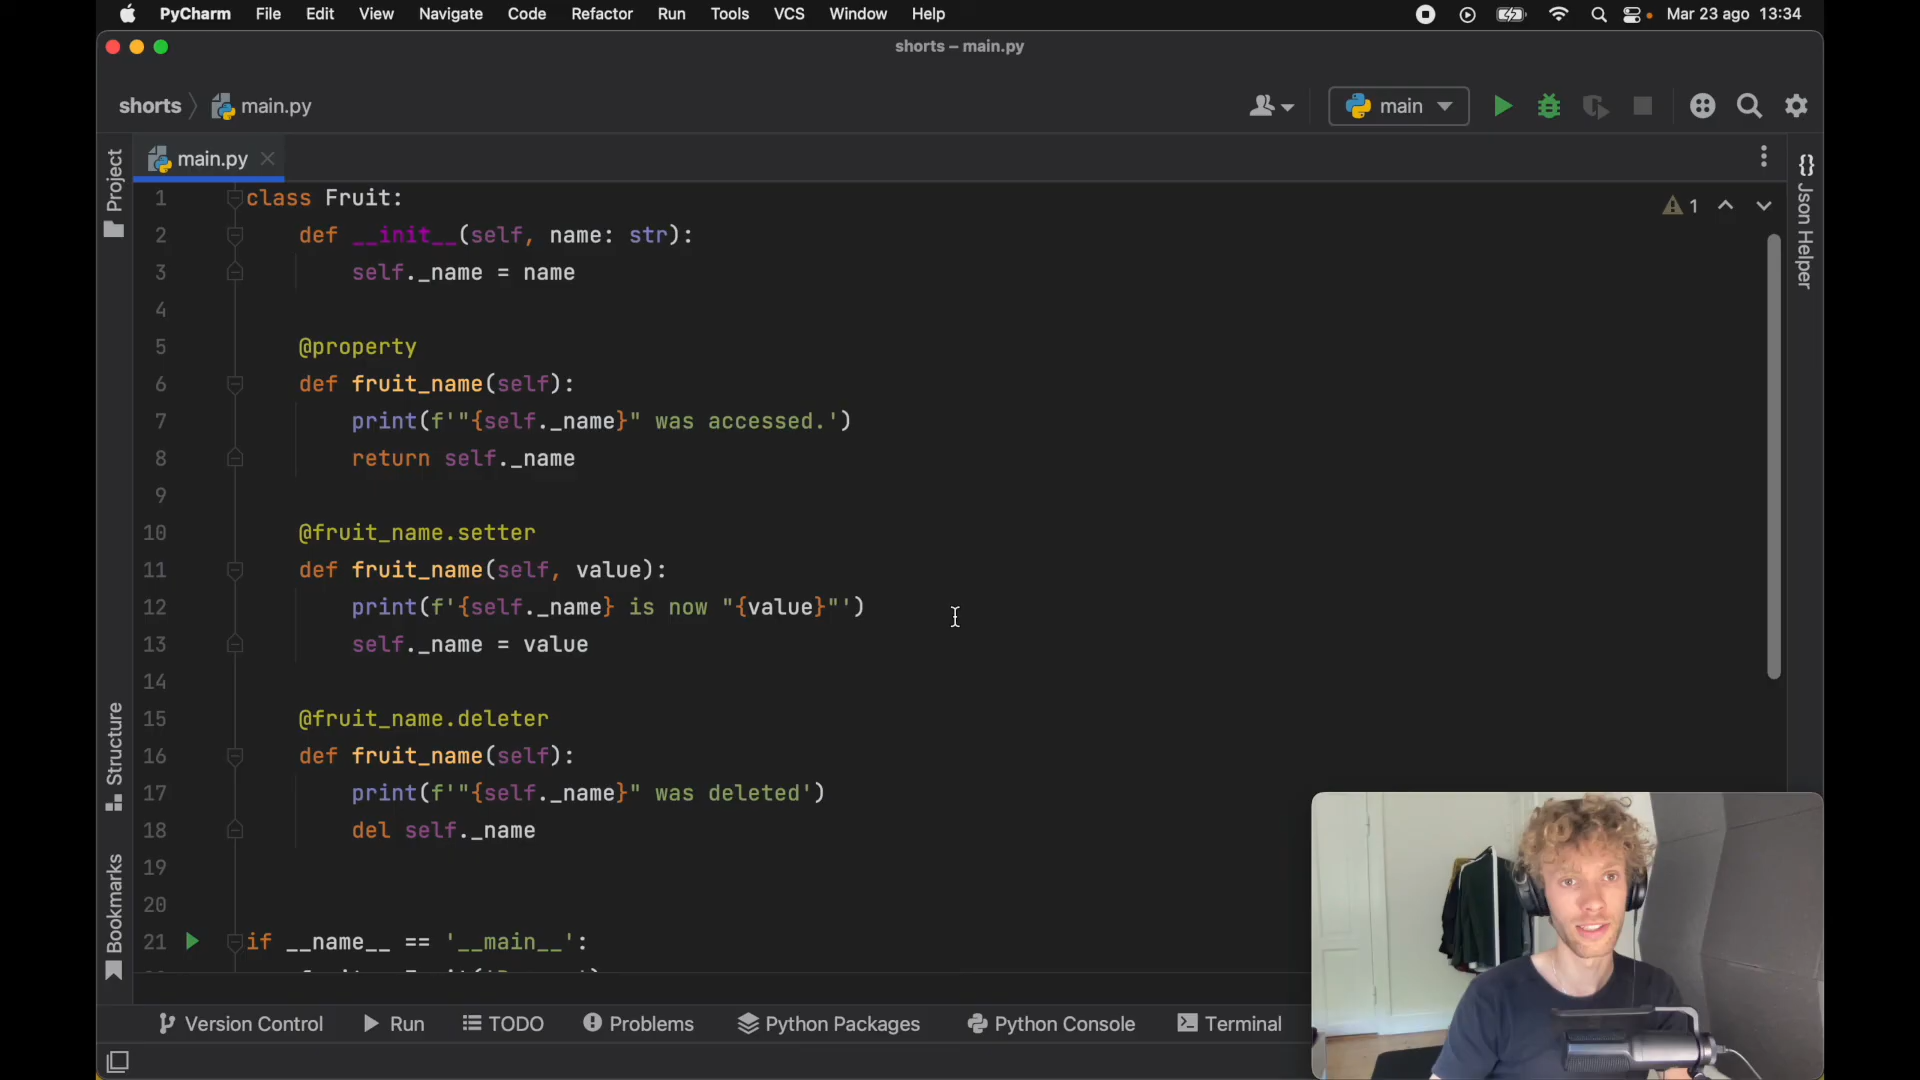 PyCharm File Edit View Navigate Code Refactor Run Tools VCS Window Help Mar 23 ago 13:34
shorts – main.py
shorts main.py main
main.py
Project
Structure
Bookmarks
Json Helper
1
1 class Fruit:
2 def __init__(self, name: str):
3 self._name = name
4
5 @property
6 def fruit_name(self):
7 print(f'"{self._name}" was accessed.')
8 return self._name
9
10 @fruit_name.setter
11 def fruit_name(self, value):
12 print(f'{self._name} is now "{value}"')
13 self._name = value
14
15 @fruit_name.deleter
16 def fruit_name(self):
17 print(f'"{self._name}" was deleted')
18 del self._name
19
20
21 if __name__ == '__main__':
Version Control Run TODO Problems Python Packages Python Console Terminal